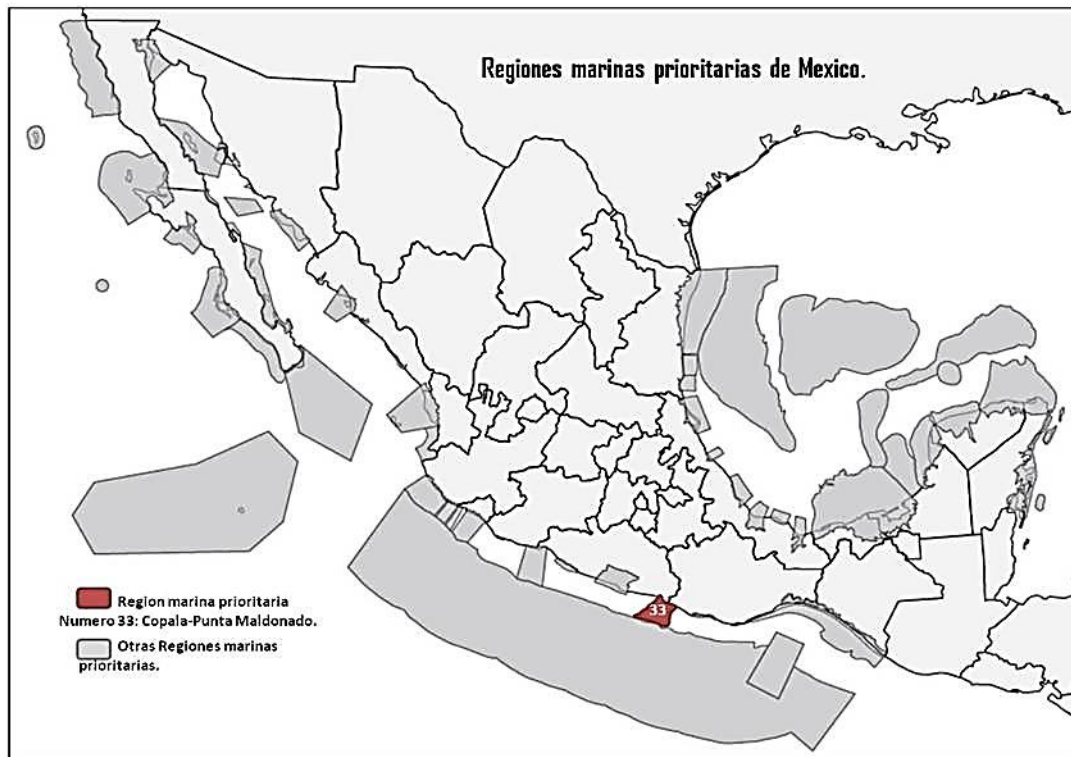 Regiones marinas prioritarias de Mexico.
33
Region marina prioritaria
Numero 33: Copala-Punta Maldonado.
Otras Regiones marinas
prioritarias.